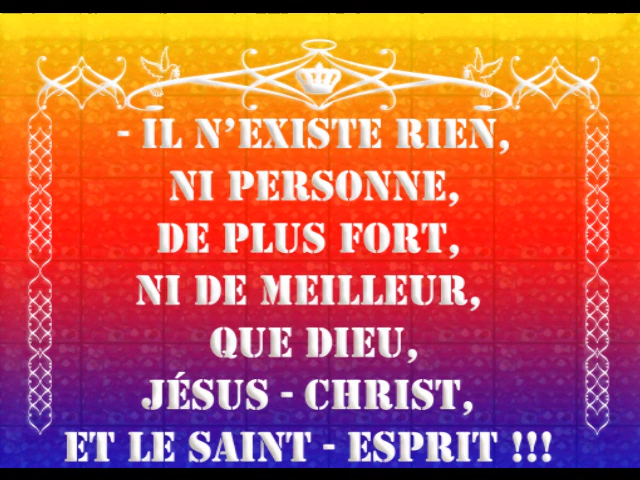 - IL N'EXISTE RIEN,
NI PERSONNE,
DE PLUS FORT,
NI DE MEILLEUR,
QUE DIEU,
JÉSUS - CHRIST,
ET LE SAINT - ESPRIT !!!